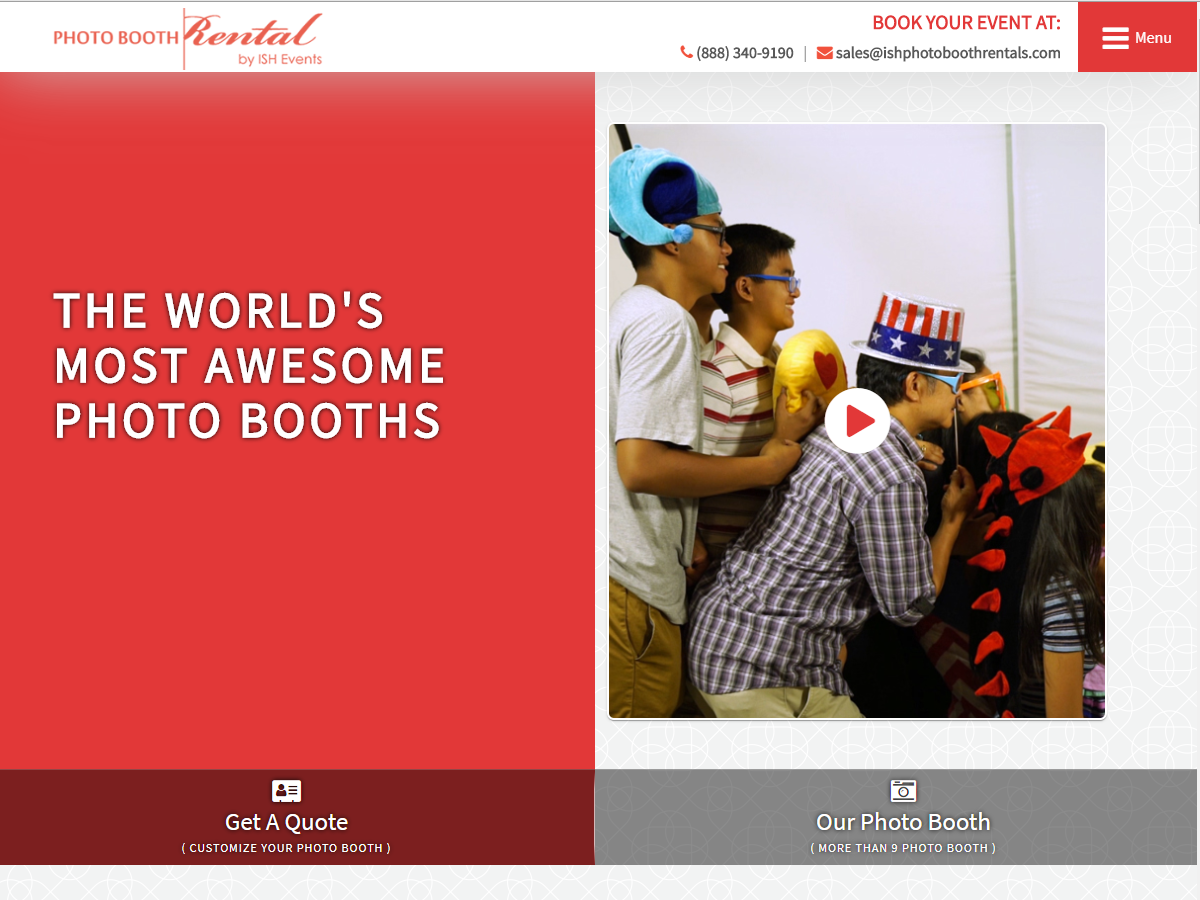 PHOTO BOOTH Rental
by ISH Events
BOOK YOUR EVENT AT:
(888) 340-9190 | sales@ishphotoboothrentals.com
Menu
THE WORLD'S
MOST AWESOME
PHOTO BOOTHS
Get A Quote
( CUSTOMIZE YOUR PHOTO BOOTH )
Our Photo Booth
( MORE THAN 9 PHOTO BOOTH )